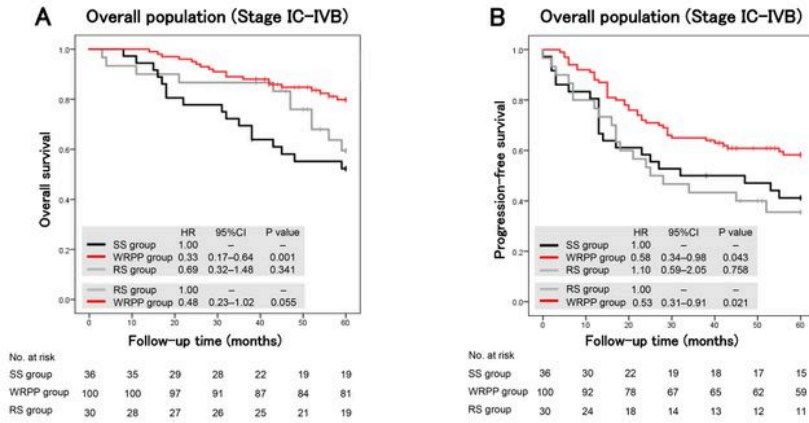 A
Overall population (Stage IC-IVB)
Overall survival
1.0
0.8
0.6
0.4
0.2
0.0
HR 95%CI P value
SS group 1.00 – –
WRPP group 0.33 0.17–0.64 0.001
RS group 0.69 0.32–1.48 0.341
RS group 1.00 – –
WRPP group 0.48 0.23–1.02 0.055
0 10 20 30 40 50 60
Follow-up time (months)
No. at risk
SS group 36 35 29 28 22 19 19
WRPP group 100 100 97 91 87 84 81
RS group 30 28 27 26 25 21 19
B
Overall population (Stage IC-IVB)
Progression-free survival
1.0
0.8
0.6
0.4
0.2
0.0
HR 95%CI P value
SS group 1.00 – –
WRPP group 0.58 0.34–0.98 0.043
RS group 1.10 0.59–2.05 0.758
RS group 1.00 – –
WRPP group 0.53 0.31–0.91 0.021
0 10 20 30 40 50 60
Follow-up time (months)
No. at risk
SS group 36 30 22 19 18 17 15
WRPP group 100 92 78 67 65 62 59
RS group 30 24 18 14 13 12 11